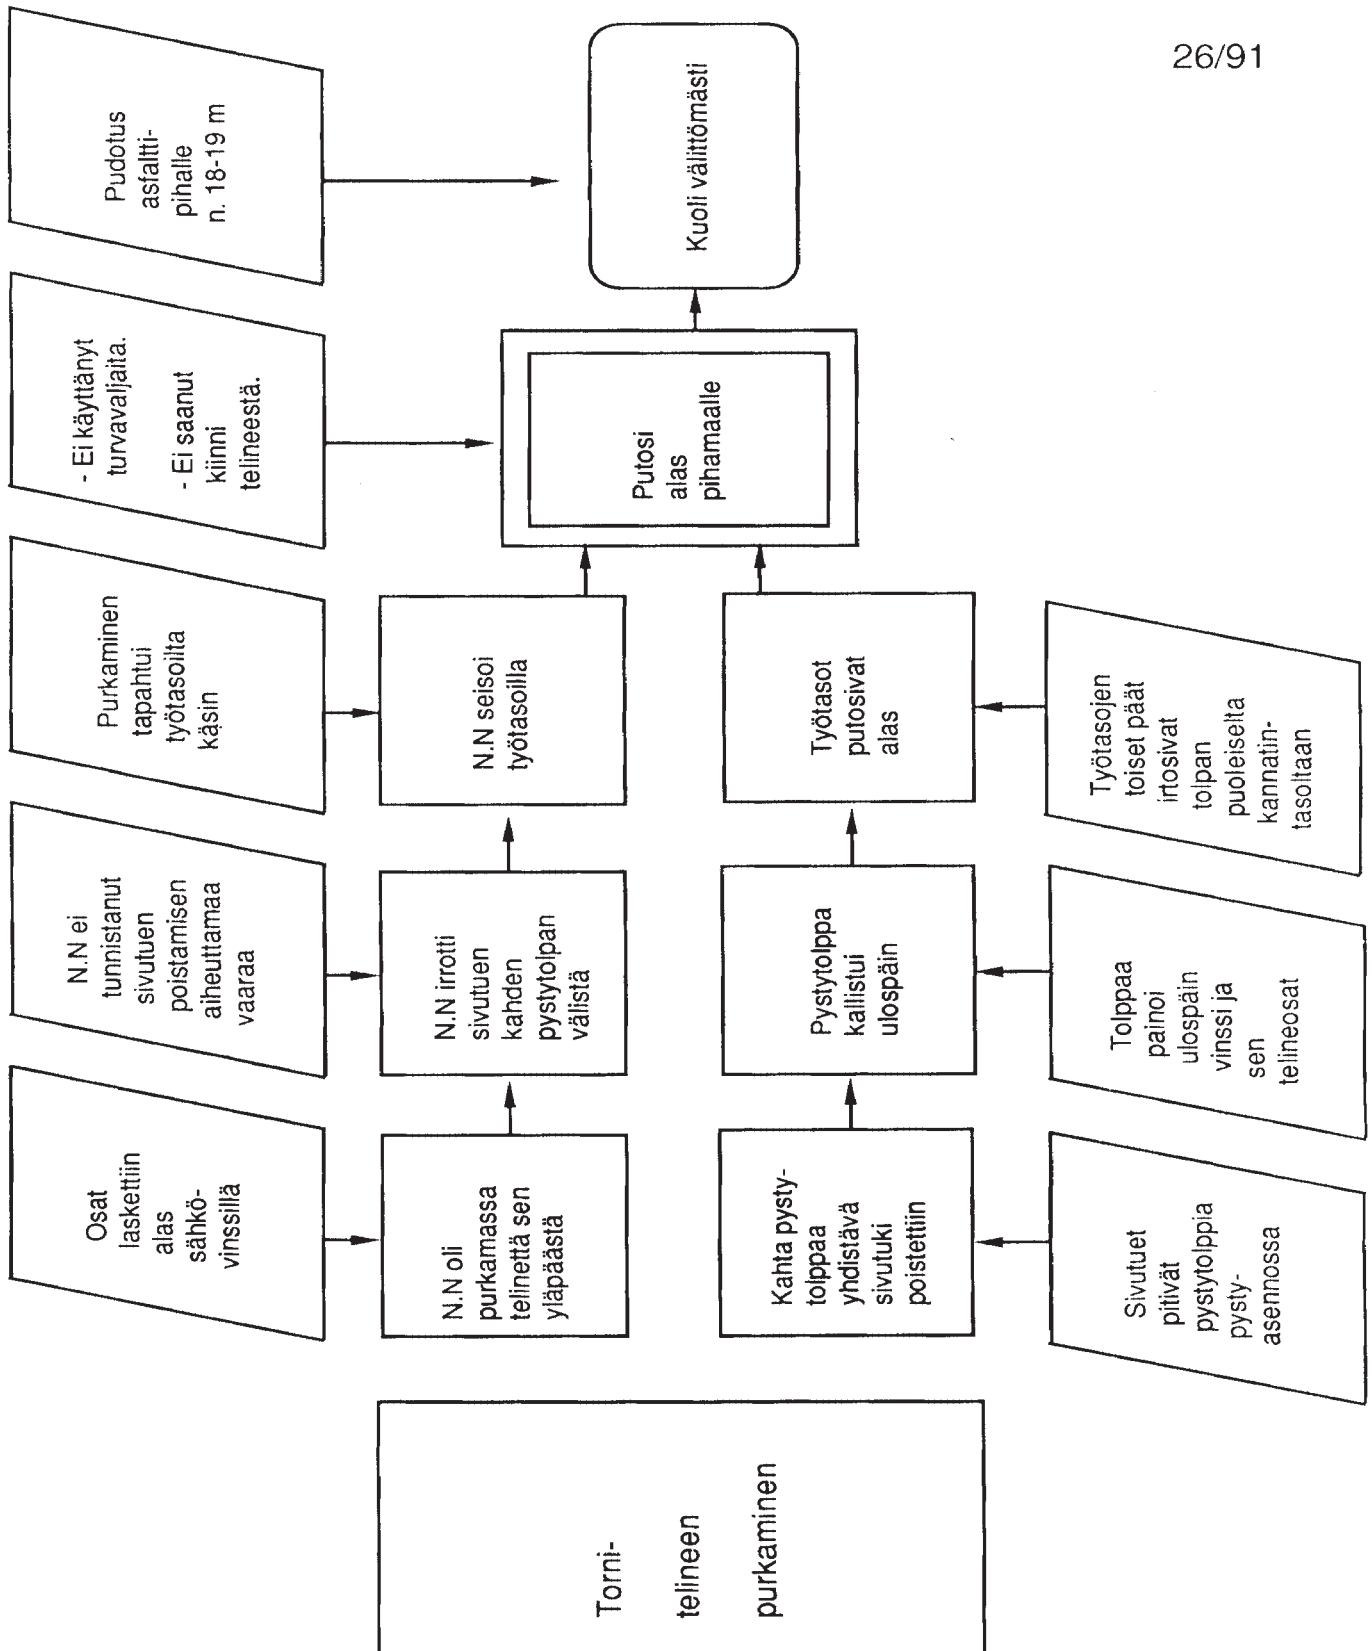 26/91
Torni-
telineen
purkaminen
Osat
laskettiin
alas
sähkö-
vinssillä
N.N ei
tunnistanut
sivutuen
poistamisen
aiheuttamaa
vaaraa
Purkaminen
tapahtui
työtasoilta
käsin
- Ei käyttänyt
turvavaljaita.
- Ei saanut
kiinni
telineestä.
Pudotus
asfaltti-
pihalle
n. 18-19 m
N.N oli
purkamassa
telinettä sen
yläpäästä
N.N irrotti
sivutuen
kahden
pystytolpan
välistä
N.N seisoi
työtasoilla
Putosi
alas
pihamaalle
Kuoli välittömästi
Kahta pysty-
tolppaa
yhdistävä
sivutuki
poistettiin
Pystytolppa
kallistui
ulospäin
Työtasot
putosivat
alas
Sivutuet
pitivät
pystytolppia
pysty-
asennossa
Tolppaa
painoi
ulospäin
vinssi ja
sen
telineosat
Työtasojen
toiset päät
irtosivat
tolpan
puoleiselta
kannatin-
tasoltaan